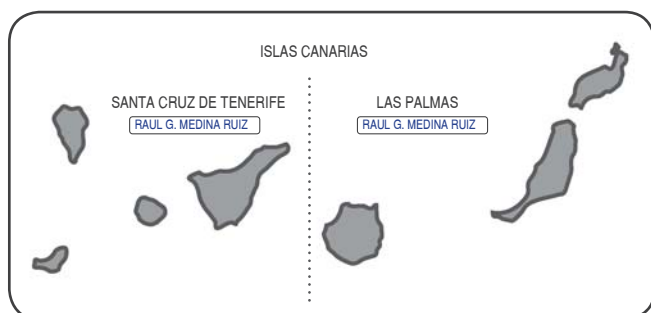 ISLAS CANARIAS
SANTA CRUZ DE TENERIFE
RAUL G. MEDINA RUIZ
LAS PALMAS
RAUL G. MEDINA RUIZ